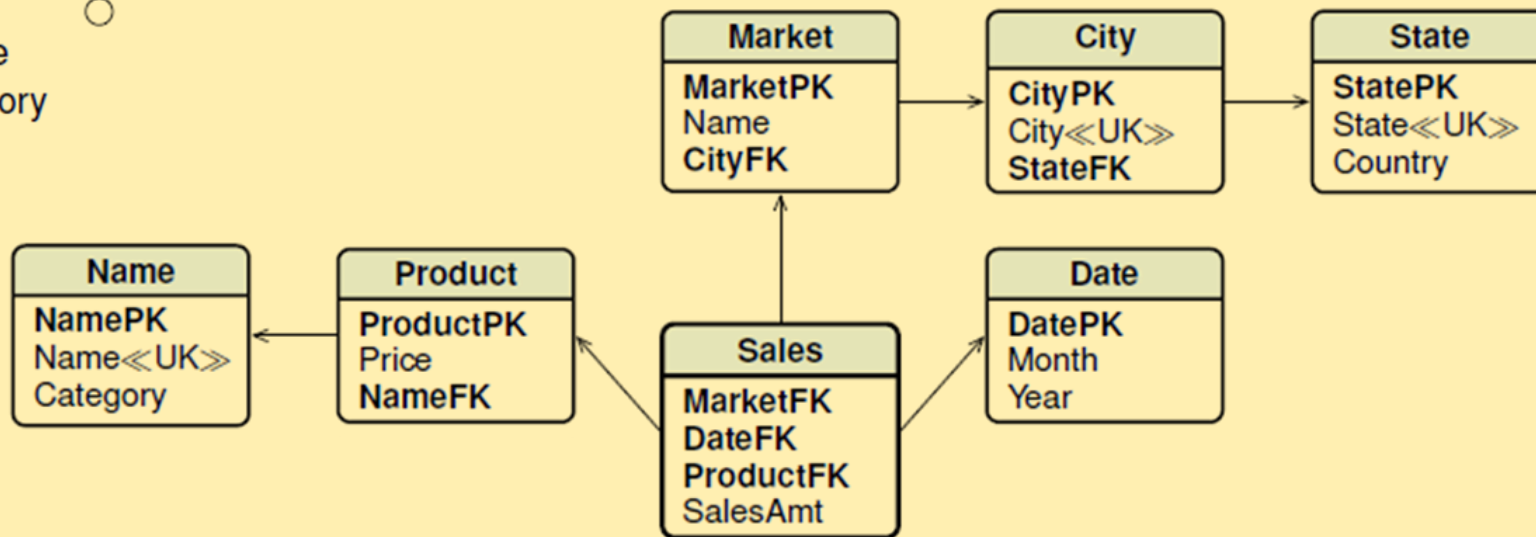 e
ory
Market
MarketPK
Name
CityFK
City
CityPK
City≪UK≫
StateFK
State
StatePK
State≪UK≫
Country
Name
NamePK
Name≪UK≫
Category
Product
ProductPK
Price
NameFK
Sales
MarketFK
DateFK
ProductFK
SalesAmt
Date
DatePK
Month
Year